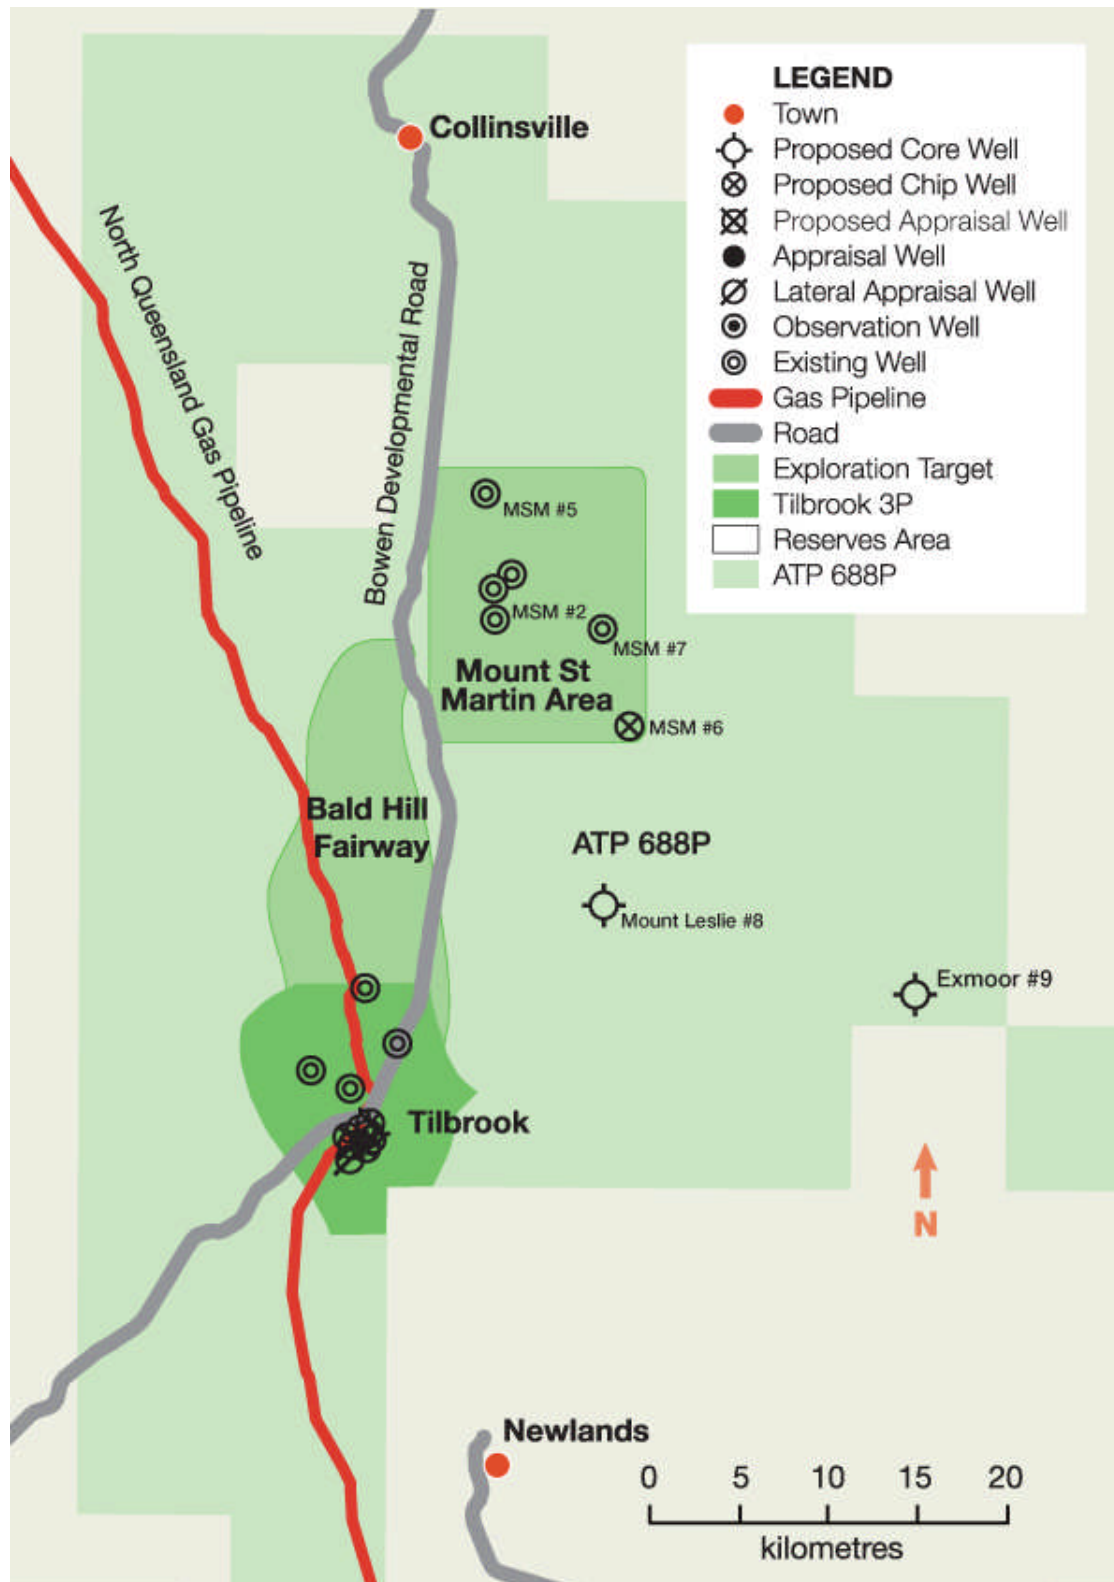 LEGEND
Town
Proposed Core Well
Proposed Chip Well
Proposed Appraisal Well
Appraisal Well
Lateral Appraisal Well
Observation Well
Existing Well
Gas Pipeline
Road
Exploration Target
Tilbrook 3P
Reserves Area
ATP 688P
Collinsville
North Queensland Gas Pipeline
Bowen Developmental Road
MSM #5
MSM #2
MSM #7
Mount St
Martin Area
MSM #6
Bald Hill
Fairway
ATP 688P
Mount Leslie #8
Exmoor #9
Tilbrook
N
Newlands
0 5 10 15 20
kilometres